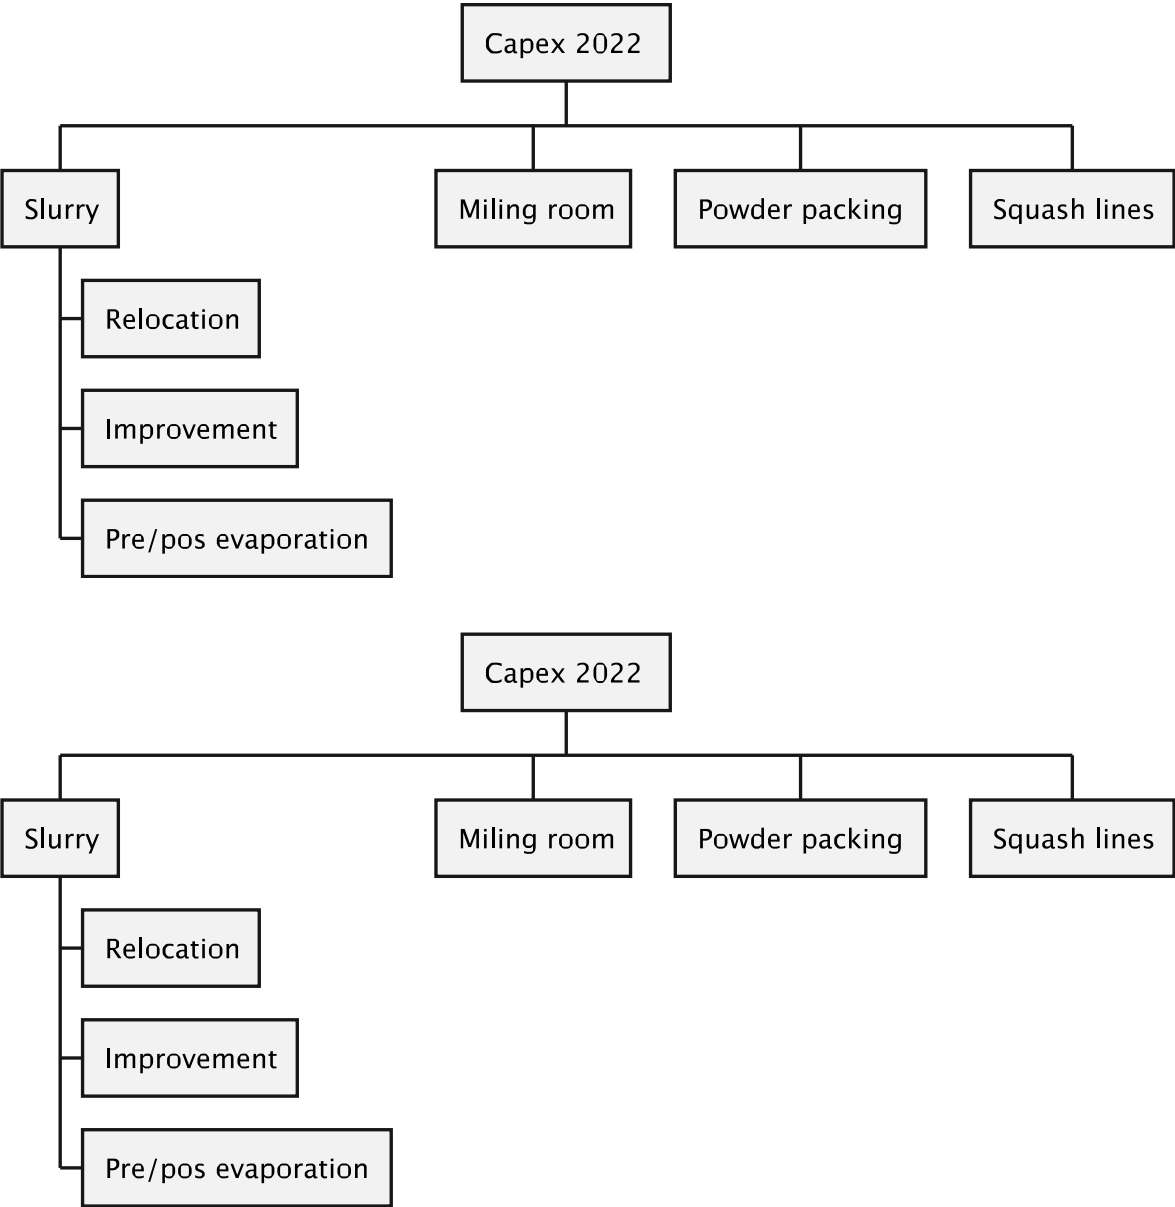 Capex 2022
Slurry
Miling room
Powder packing
Squash lines
Relocation
Improvement
Pre/pos evaporation
Capex 2022
Slurry
Miling room
Powder packing
Squash lines
Relocation
Improvement
Pre/pos evaporation